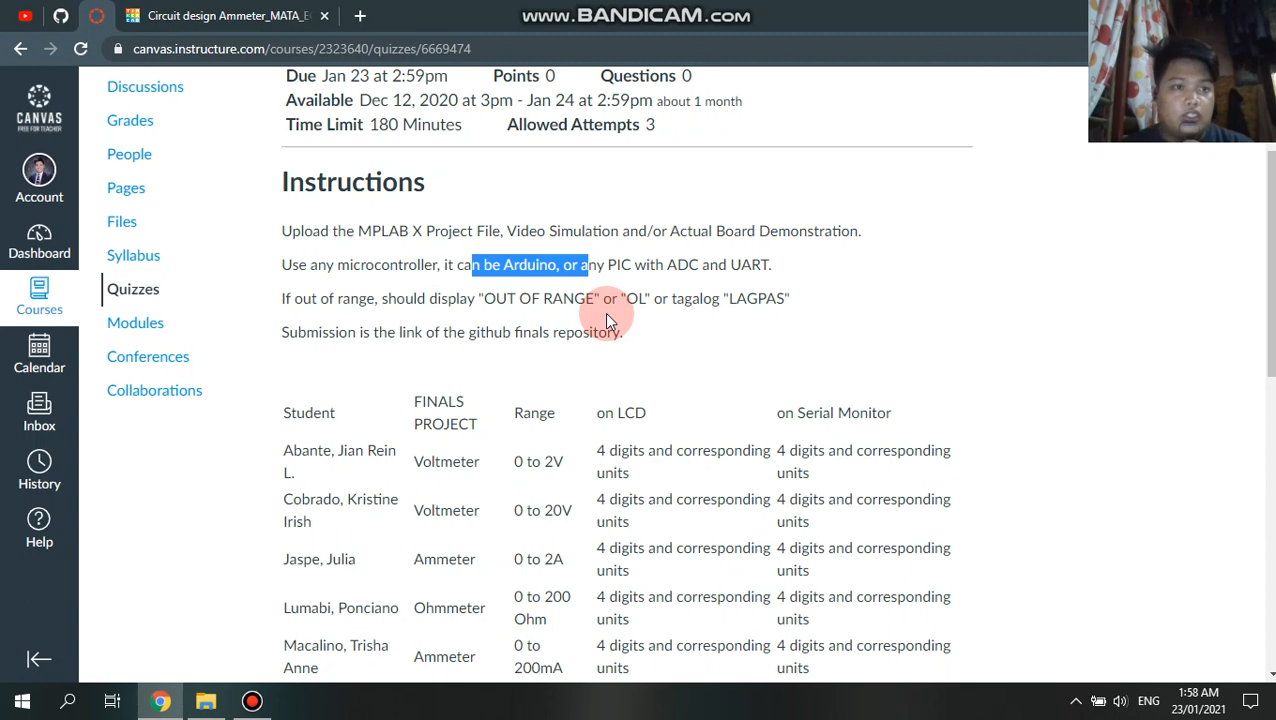 Circuit design Ammeter_MATA_E
www.BANDICAM.com
canvas.instructure.com/courses/2323640/quizzes/6669474
Due Jan 23 at 2:59pm Points 0 Questions 0
Available Dec 12, 2020 at 3pm - Jan 24 at 2:59pm about 1 month
Time Limit 180 Minutes Allowed Attempts 3
CANVAS
FREE FOR TEACHER
Account
Dashboard
Courses
Calendar
Inbox
History
Help
Discussions
Grades
People
Pages
Files
Syllabus
Quizzes
Modules
Conferences
Collaborations
Instructions
Upload the MPLAB X Project File, Video Simulation and/or Actual Board Demonstration.
Use any microcontroller, it can be Arduino, or any PIC with ADC and UART.
If out of range, should display "OUT OF RANGE" or "OL" or tagalog "LAGPAS"
Submission is the link of the github finals repository.
Student FINALS PROJECT Range on LCD on Serial Monitor
Abante, Jian Rein L. Voltmeter 0 to 2V 4 digits and corresponding units 4 digits and corresponding units
Cobrado, Kristine Irish Voltmeter 0 to 20V 4 digits and corresponding units 4 digits and corresponding units
Jaspe, Julia Ammeter 0 to 2A 4 digits and corresponding units 4 digits and corresponding units
Lumabi, Ponciano Ohmmeter 0 to 200 Ohm 4 digits and corresponding units 4 digits and corresponding units
Macalino, Trisha Anne Ammeter 0 to 200mA 4 digits and corresponding units 4 digits and corresponding units
ENG
1:58 AM
23/01/2021